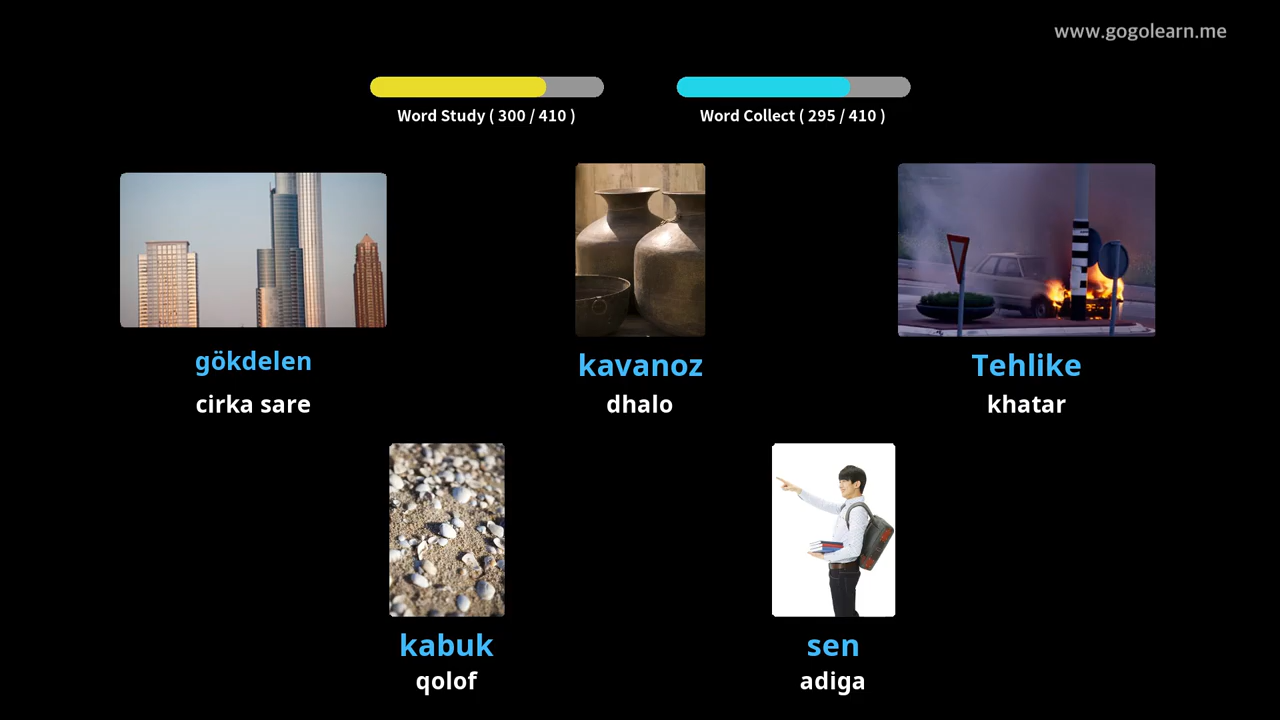 www.gogolearn.me
Word Study ( 300 / 410 )
Word Collect ( 295 / 410 )
gökdelen
cirka sare
kavanoz
dhalo
Tehlike
khatar
kabuk
qolof
sen
adiga